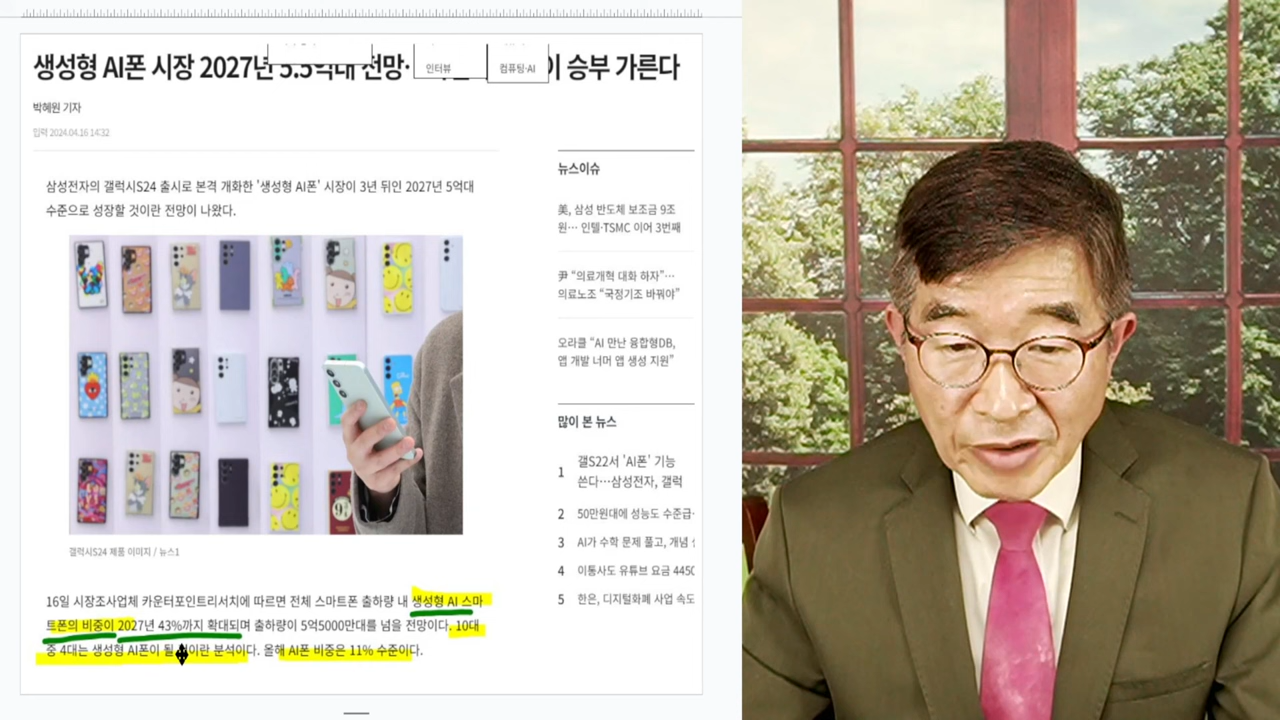 생성형 AI폰 시장 2027년 5.5억대 전망·
이 승부 가른다
인터뷰
컴퓨팅·AI
박혜원 기자
입력 2024.04.16 14:32
삼성전자의 갤럭시S24 출시로 본격 개화한 '생성형 AI폰' 시장이 3년 뒤인 2027년 5억대
수준으로 성장할 것이란 전망이 나왔다.
갤럭시S24 제품 이미지 / 뉴스1
16일 시장조사업체 카운터포인트리서치에 따르면 전체 스마트폰 출하량 내 생성형 AI 스마
트폰의 비중이 2027년 43%까지 확대되며 출하량이 5억5000만대를 넘을 전망이다. 10대
중 4대는 생성형 AI폰이 될 것이란 분석이다. 올해 AI폰 비중은 11% 수준이다.
뉴스이슈
美, 삼성 반도체 보조금 9조
원… 인텔·TSMC 이어 3번째
尹 “의료개혁 대화 하자”…
의료노조 “국정기조 바꿔야”
오라클 “AI 만난 융합형DB,
앱 개발 너머 앱 생성 지원”
많이 본 뉴스
1 갤S22서 'AI폰' 기능
쓴다…삼성전자, 갤럭
2 50만원대에 성능도 수준급·
3 AI가 수학 문제 풀고, 개념
4 이통사도 유튜브 요금 4450
5 한은, 디지털화폐 사업 속도